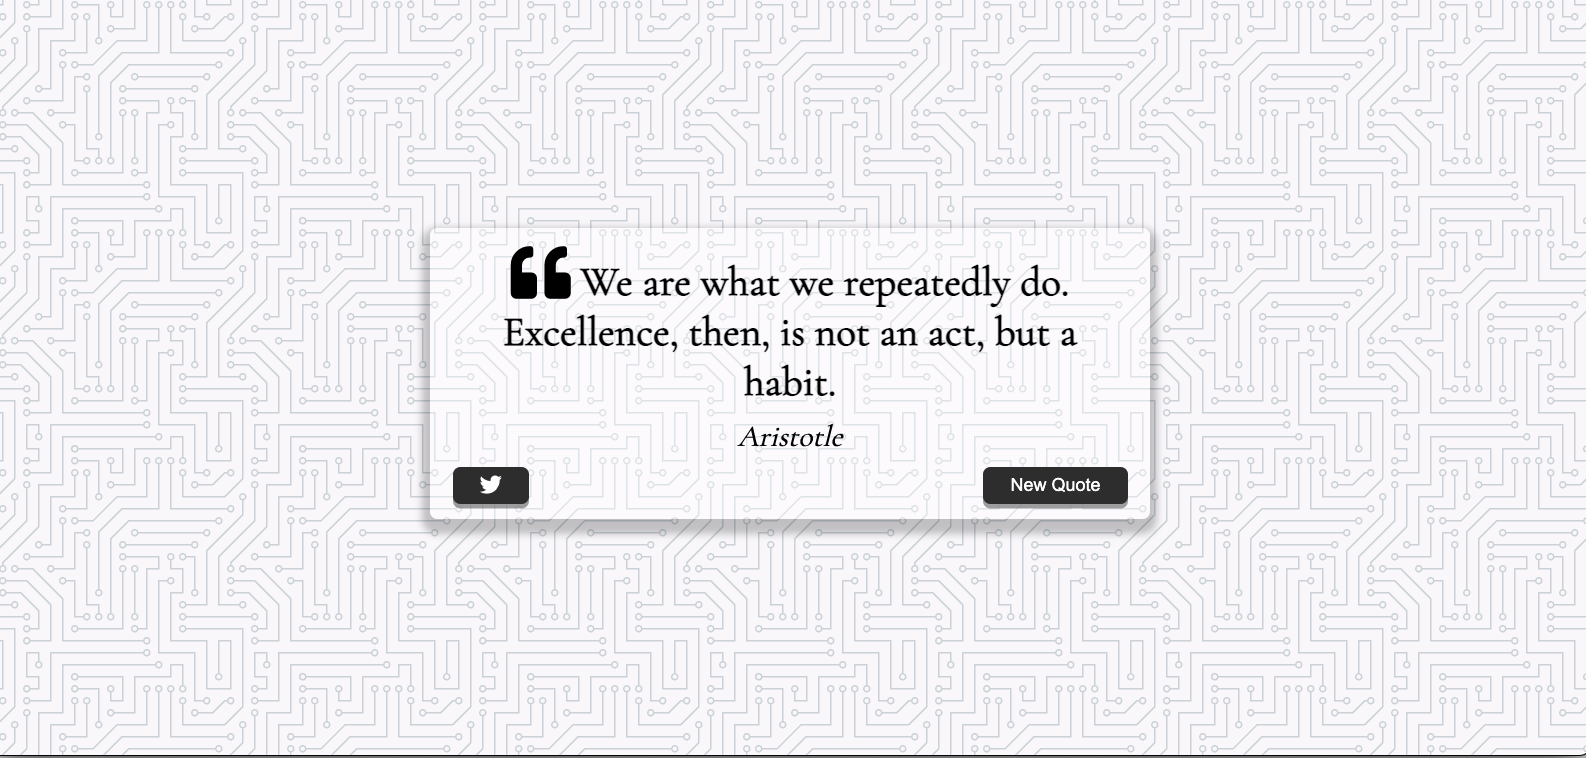 “We are what we repeatedly do.
Excellence, then, is not an act, but a
habit.
Aristotle
New Quote